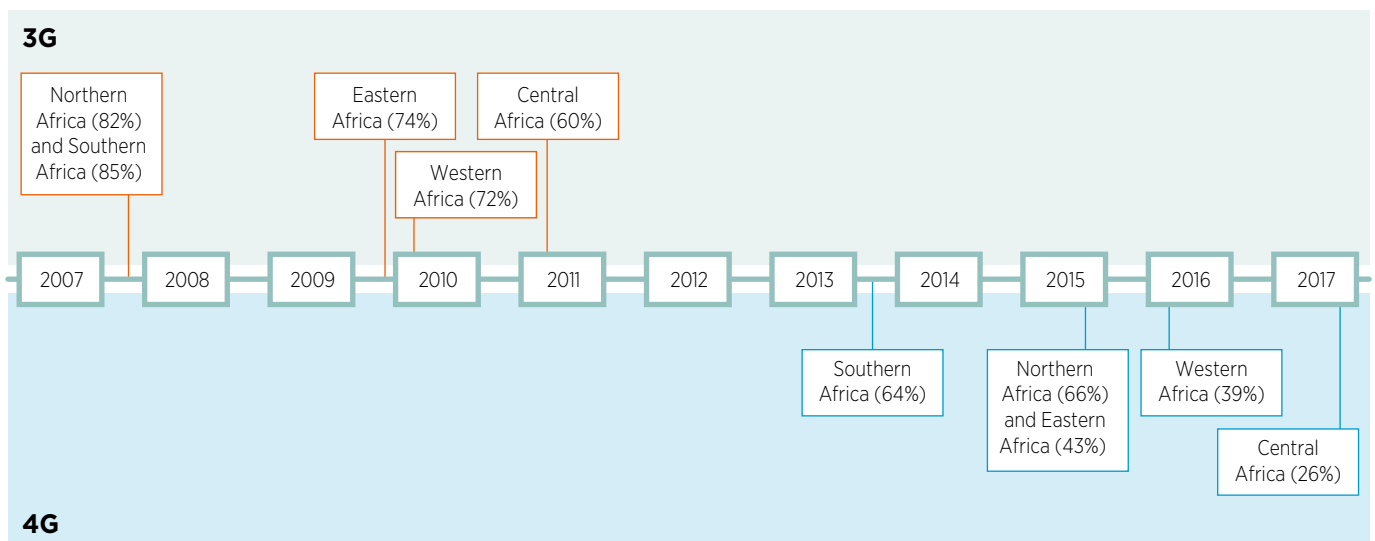 3G
Northern
Africa (82%)
and Southern
Africa (85%)
Eastern
Africa (74%)
Central
Africa (60%)
Western
Africa (72%)
2007
2008
2009
2010
2011
2012
2013
2014
2015
2016
2017
Southern
Africa (64%)
Northern
Africa (66%)
and Eastern
Africa (43%)
Western
Africa (39%)
Central
Africa (26%)
4G